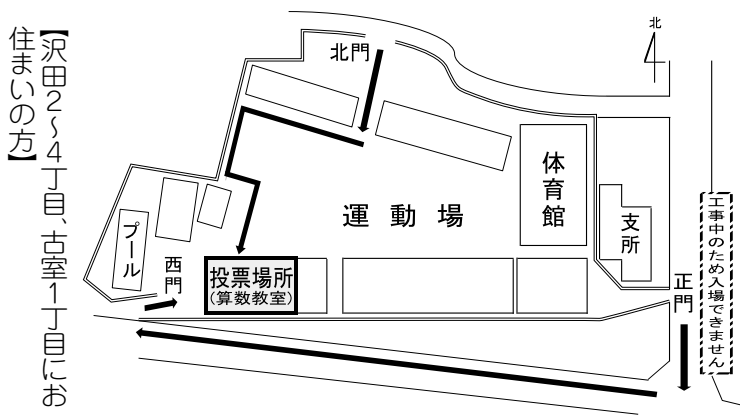 【沢田2~4丁目、古室1丁目にお
住まいの方】
北門
北
体育館
運動場
支所
プール
西門
投票場所
(算数教室)
正門
工事中のため入場できません